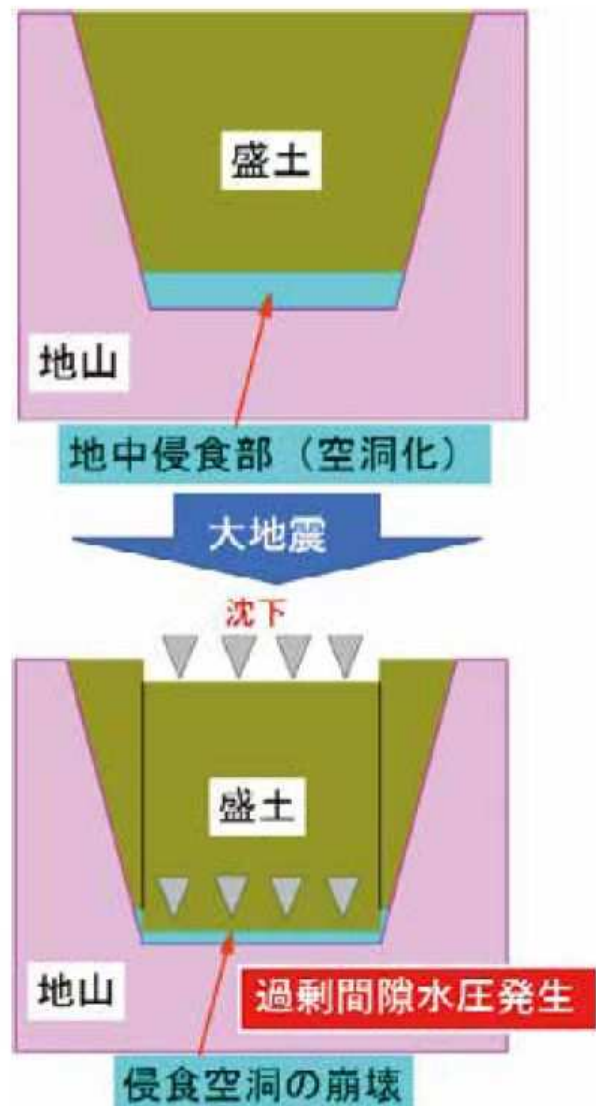 盛土
地山
地中侵食部（空洞化）
大地震
沈下
盛土
地山
過剰間隙水圧発生
侵食空洞の崩壊